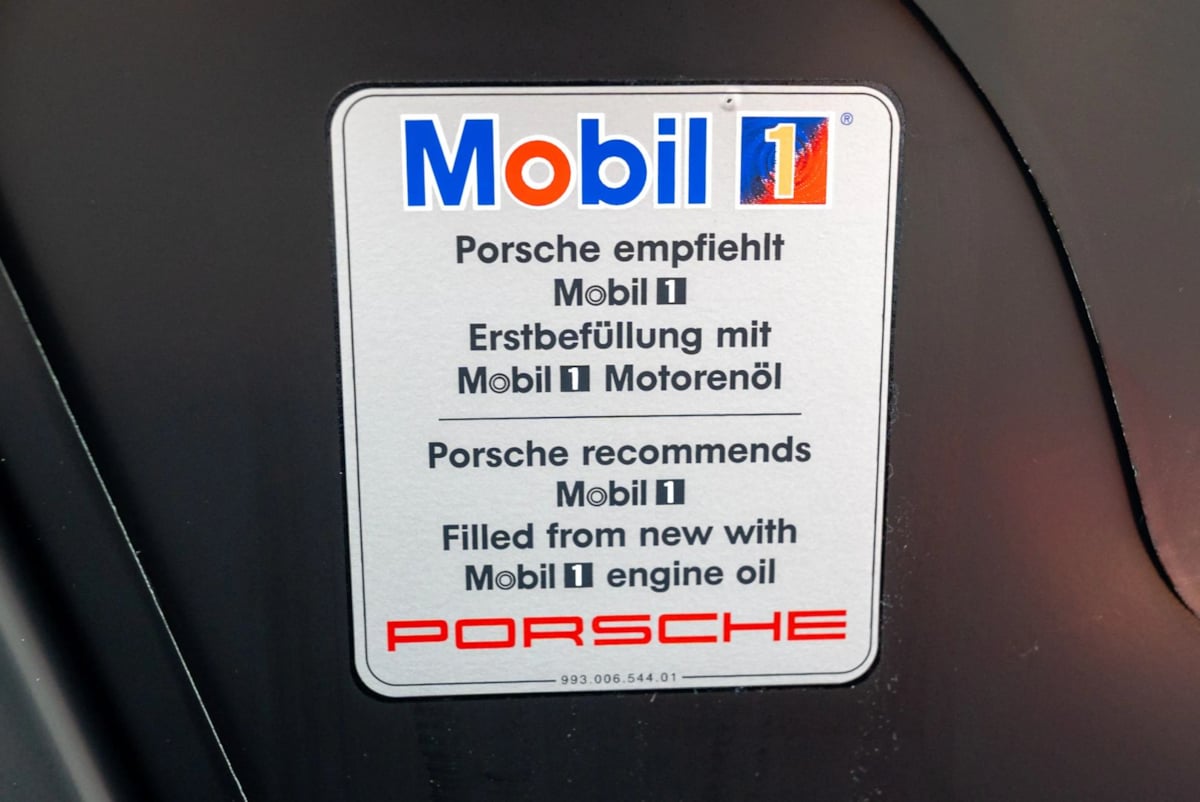 Mobil 1 ®
Porsche empfiehlt
Mobil 1
Erstbefüllung mit
Mobil 1 Motorenöl
Porsche recommends
Mobil 1
Filled from new with
Mobil 1 engine oil
PORSCHE
993.006.544.01